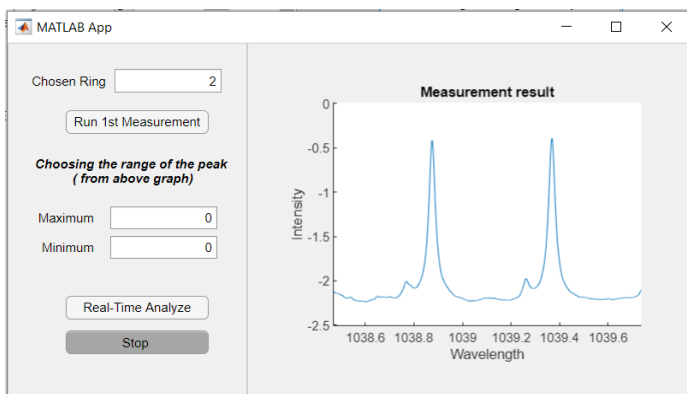 MATLAB App
Chosen Ring 2
Run 1st Measurement
Choosing the range of the peak
( from above graph)
Maximum 0
Minimum 0
Real-Time Analyze
Stop
Measurement result
0
-0.5
-1
-1.5
-2
-2.5
Intensity
1038.6 1038.8 1039 1039.2 1039.4 1039.6
Wavelength